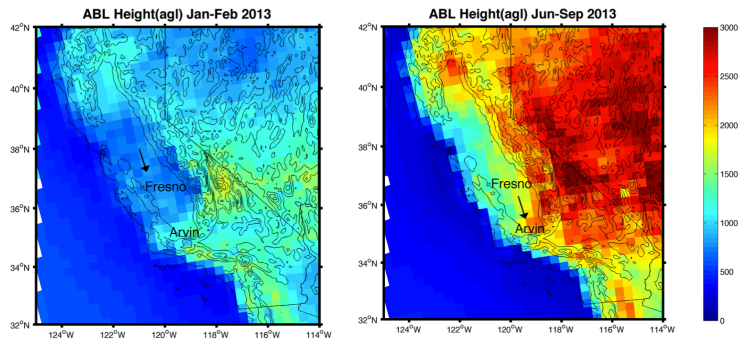 ABL Height(agl) Jan-Feb 2013
42°N
40°N
38°N
36°N
34°N
32°N
124°W
122°W
120°W
118°W
116°W
114°W
Fresno
Arvin
ABL Height(agl) Jun-Sep 2013
42°N
40°N
38°N
36°N
34°N
32°N
124°W
122°W
120°W
118°W
116°W
114°W
Fresno
Arvin
3000
2500
2000
1500
1000
500
0